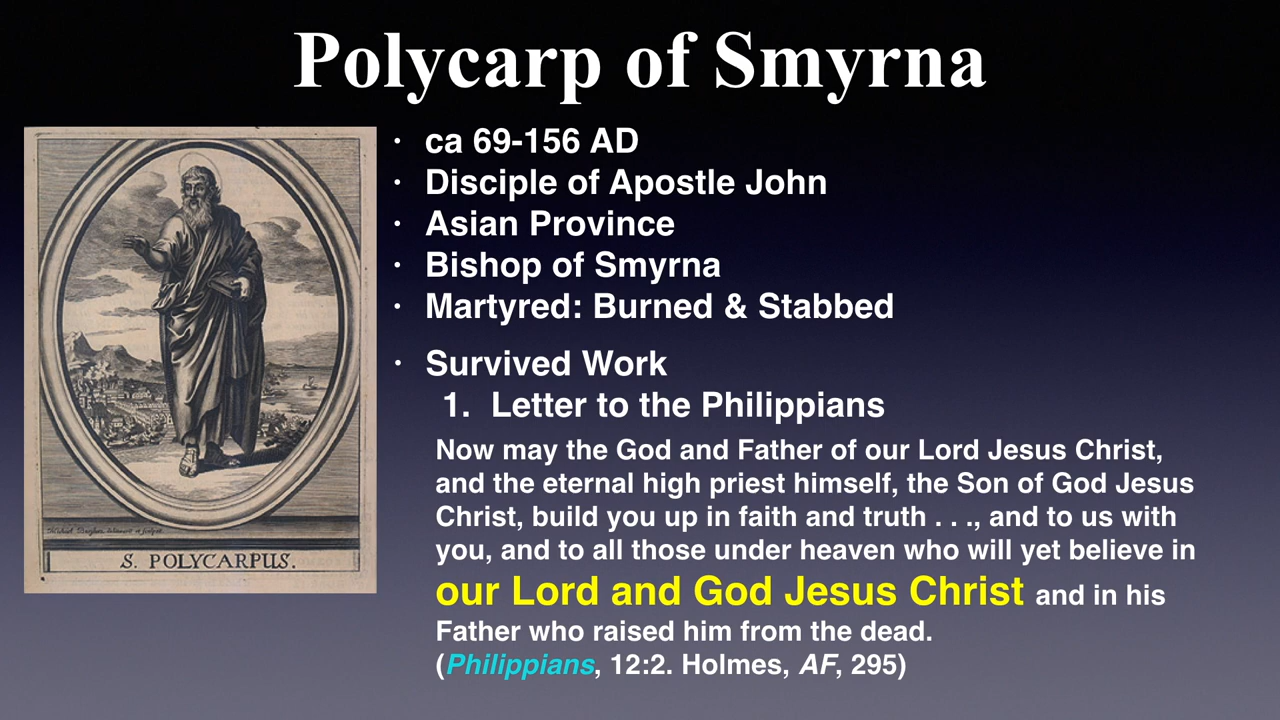 Polycarp of Smyrna
· ca 69-156 AD
· Disciple of Apostle John
· Asian Province
· Bishop of Smyrna
· Martyred: Burned & Stabbed
· Survived Work
1. Letter to the Philippians
Now may the God and Father of our Lord Jesus Christ,
and the eternal high priest himself, the Son of God Jesus
Christ, build you up in faith and truth . . ., and to us with
you, and to all those under heaven who will yet believe in
our Lord and God Jesus Christ and in his
Father who raised him from the dead.
(Philippians, 12:2. Holmes, AF, 295)
S. POLYCARPUS.